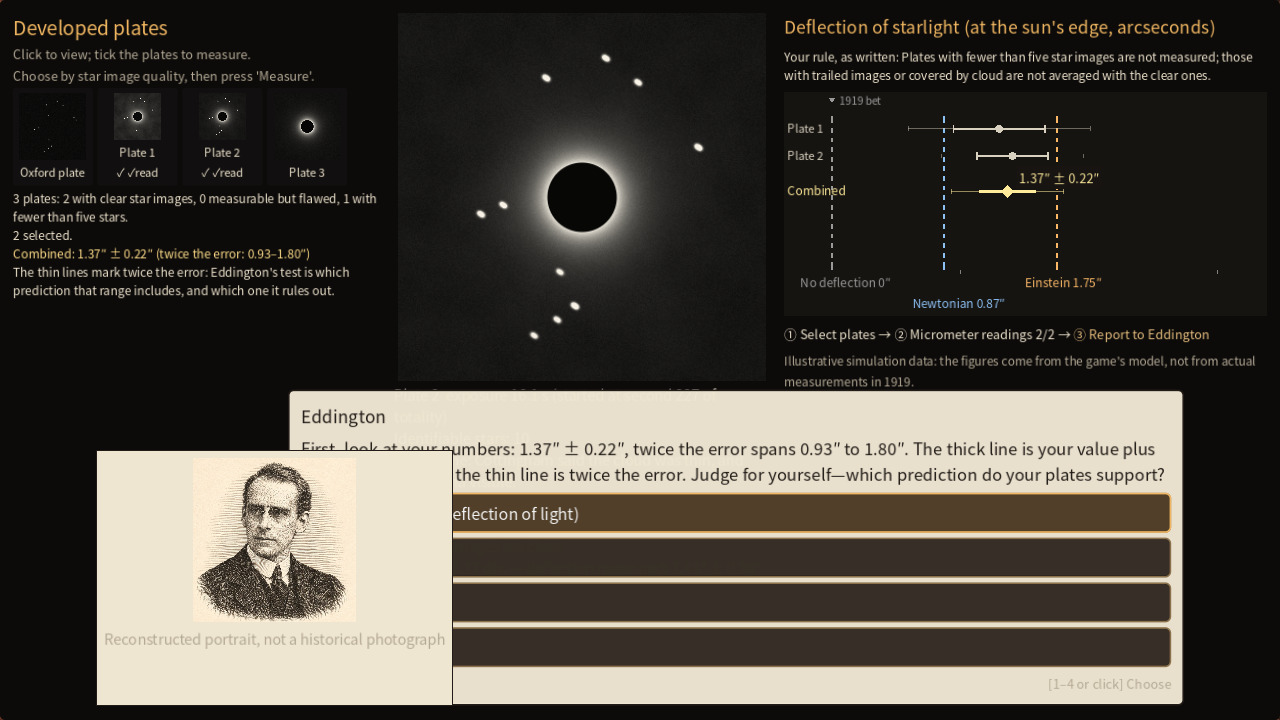 Developed plates
Click to view; tick the plates to measure.
Choose by star image quality, then press 'Measure'.
Oxford plate
Plate 1
✓ ✓read
Plate 2
✓ ✓read
Plate 3
3 plates: 2 with clear star images, 0 measurable but flawed, 1 with
fewer than five stars.
2 selected.
Combined: 1.37″ ± 0.22″ (twice the error: 0.93–1.80″)
The thin lines mark twice the error: Eddington's test is which
prediction that range includes, and which one it rules out.
Deflection of starlight (at the sun's edge, arcseconds)
Your rule, as written: Plates with fewer than five star images are not measured; those
with trailed images or covered by cloud are not averaged with the clear ones.
1919 bet
Plate 1
Plate 2
1.37″ ± 0.22″
Combined
No deflection 0″
Einstein 1.75″
Newtonian 0.87″
① Select plates → ② Micrometer readings 2/2 → ③ Report to Eddington
Illustrative simulation data: the figures come from the game's model, not from actual
measurements in 1919.
Eddington
First, look at your numbers: 1.37″ ± 0.22″, twice the error spans 0.93″ to 1.80″. The thick line is your value plus
the thin line is twice the error. Judge for yourself—which prediction do your plates support?
eflection of light)
Reconstructed portrait, not a historical photograph
[1–4 or click] Choose